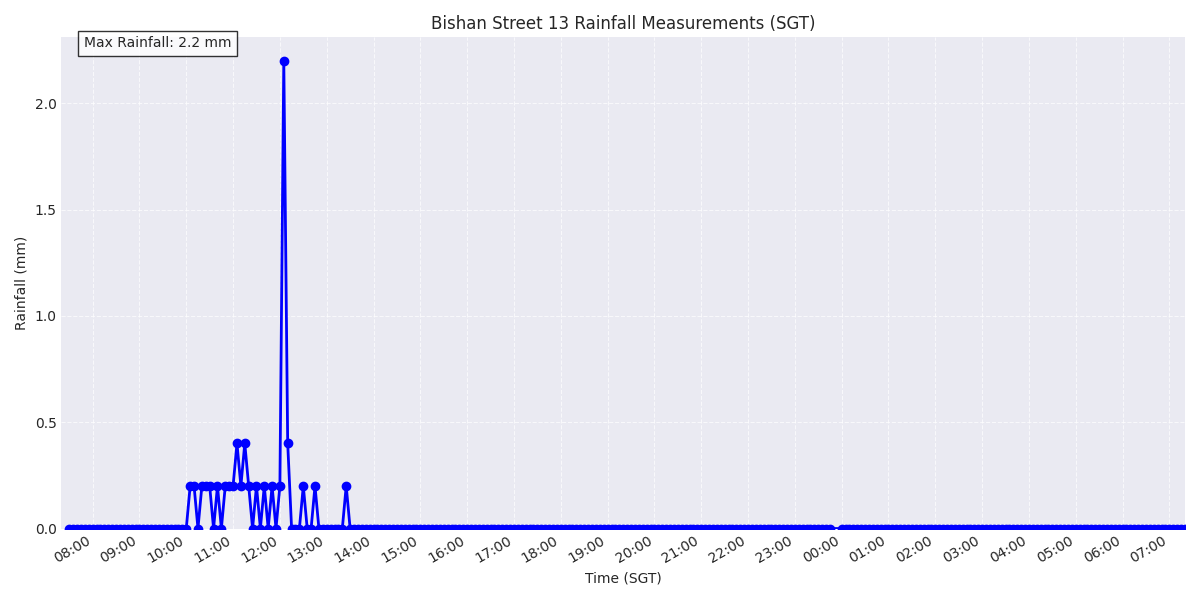 Bishan Street 13 Rainfall Measurements (SGT)
Max Rainfall: 2.2 mm
Rainfall (mm)
2.0
1.5
1.0
0.5
0.0
08:00 09:00 10:00 11:00 12:00 13:00 14:00 15:00 16:00 17:00 18:00 19:00 20:00 21:00 22:00 23:00 00:00 01:00 02:00 03:00 04:00 05:00 06:00 07:00
Time (SGT)